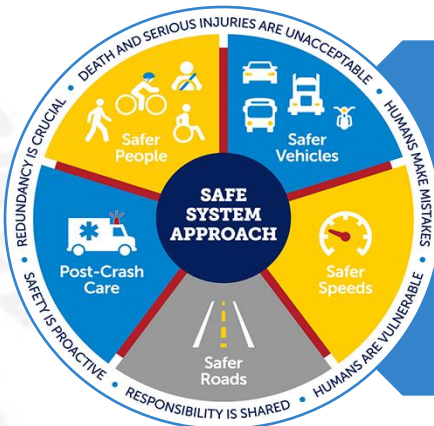 DEATH AND SERIOUS INJURIES ARE UNACCEPTABLE
HUMANS MAKE MISTAKES
HUMANS ARE VULNERABLE
RESPONSIBILITY IS SHARED
SAFETY IS PROACTIVE
REDUNDANCY IS CRUCIAL
Safer
People
Safer
Vehicles
SAFE
SYSTEM
APPROACH
Post-Crash
Care
Safer
Speeds
Safer
Roads